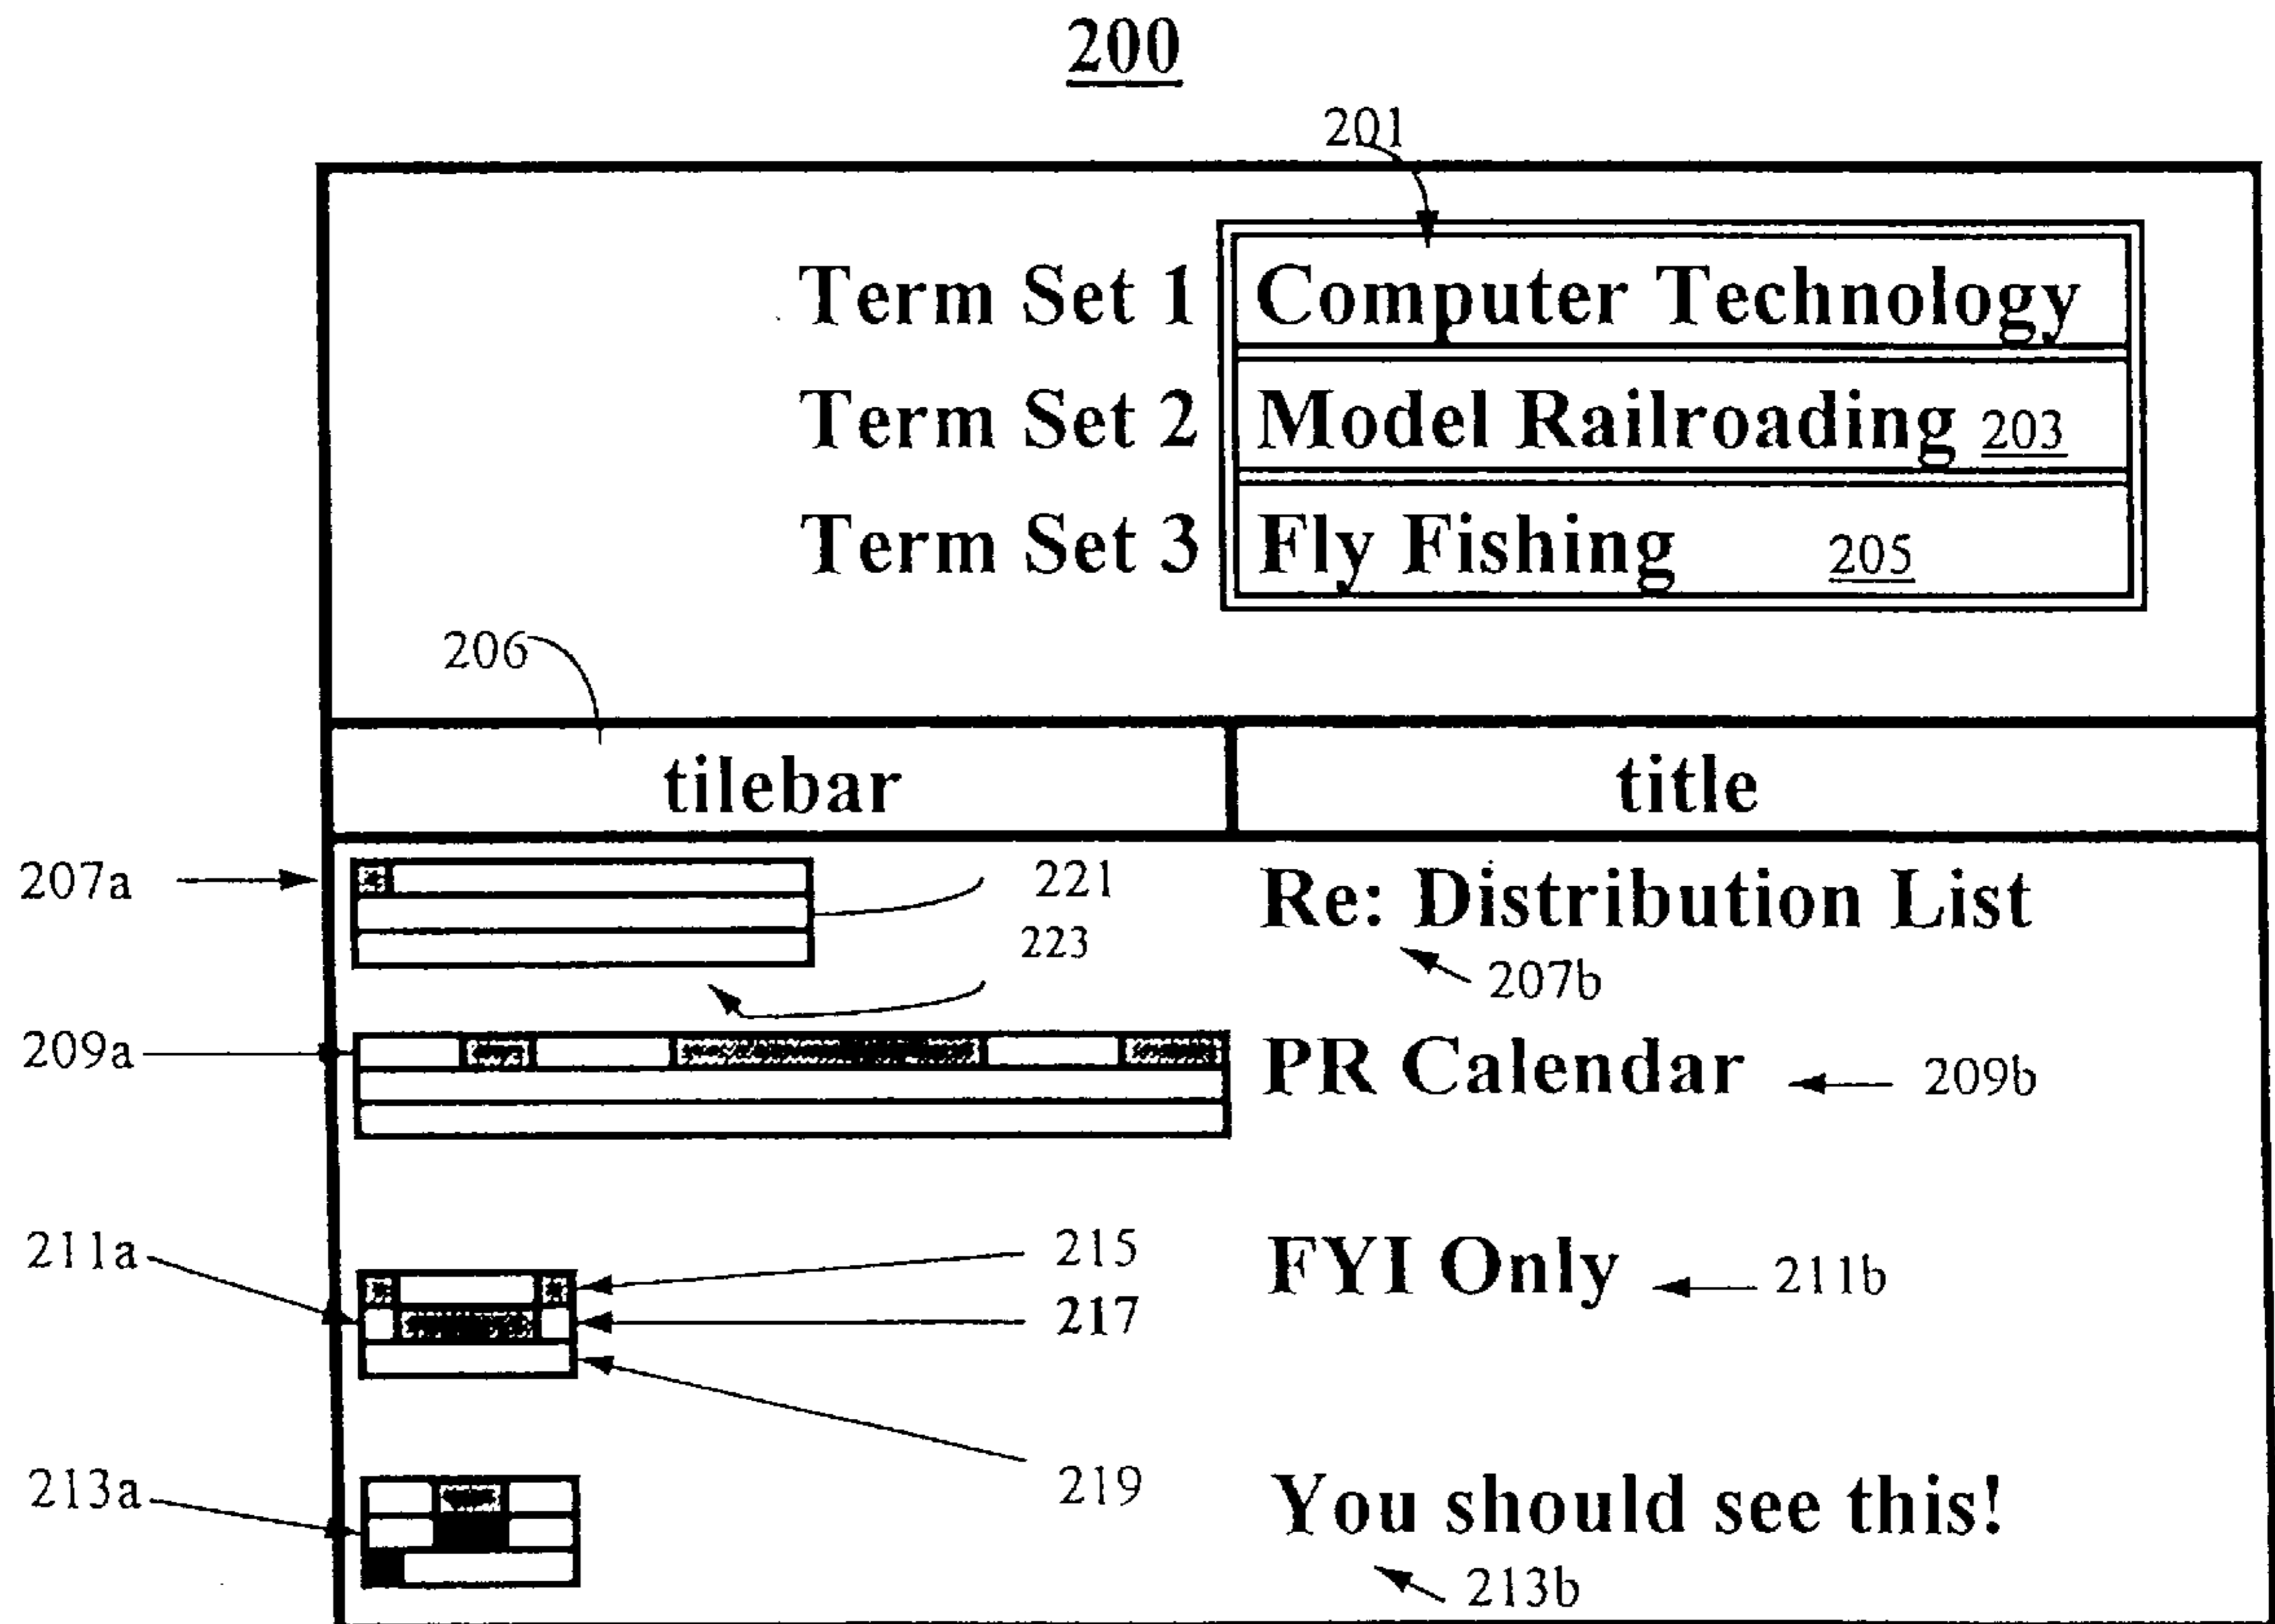 200
201
Term Set 1 Computer Technology
Term Set 2 Model Railroading 203
Term Set 3 Fly Fishing 205
206
tilebar title
207a 221 Re: Distribution List
223 207b
209a PR Calendar 209b
211a 215 FYI Only 211b
217
213a 219 You should see this!
213b